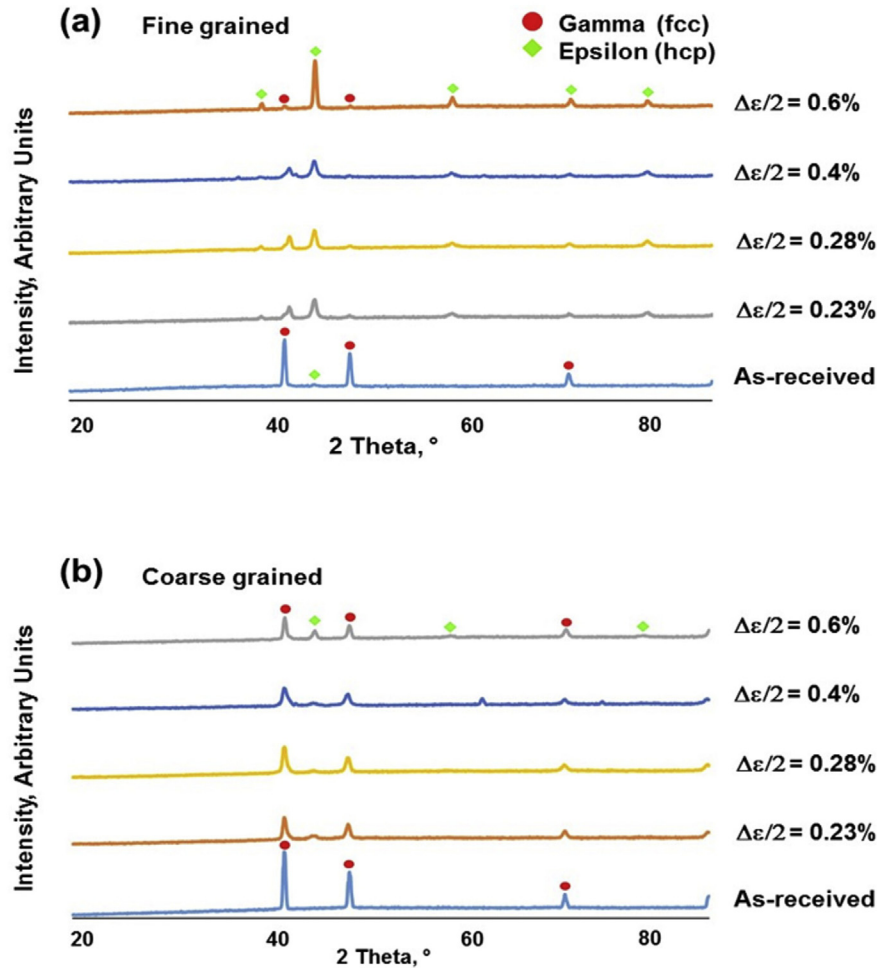 (a)
Fine grained
Gamma (fcc)
Epsilon (hcp)
Δε/2 = 0.6%
Δε/2 = 0.4%
Δε/2 = 0.28%
Δε/2 = 0.23%
As-received
Intensity, Arbitrary Units
20 40 60 80
2 Theta, °
(b)
Coarse grained
Δε/2 = 0.6%
Δε/2 = 0.4%
Δε/2 = 0.28%
Δε/2 = 0.23%
As-received
Intensity, Arbitrary Units
20 40 60 80
2 Theta, °